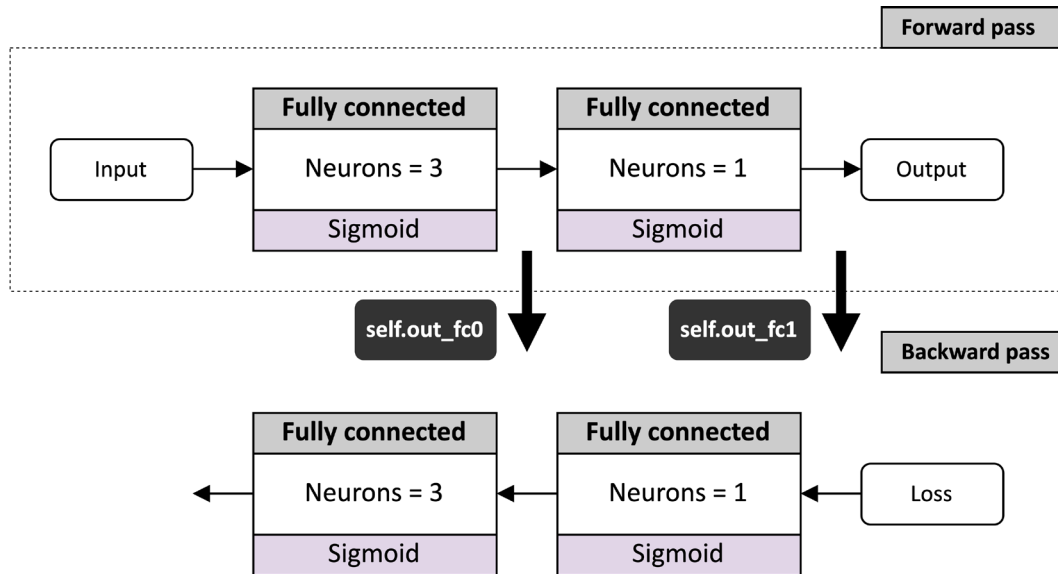 Forward pass
Fully connected
Fully connected
Input
Neurons = 3
Neurons = 1
Output
Sigmoid
Sigmoid
self.out_fc0
self.out_fc1
Backward pass
Fully connected
Fully connected
Neurons = 3
Neurons = 1
Loss
Sigmoid
Sigmoid